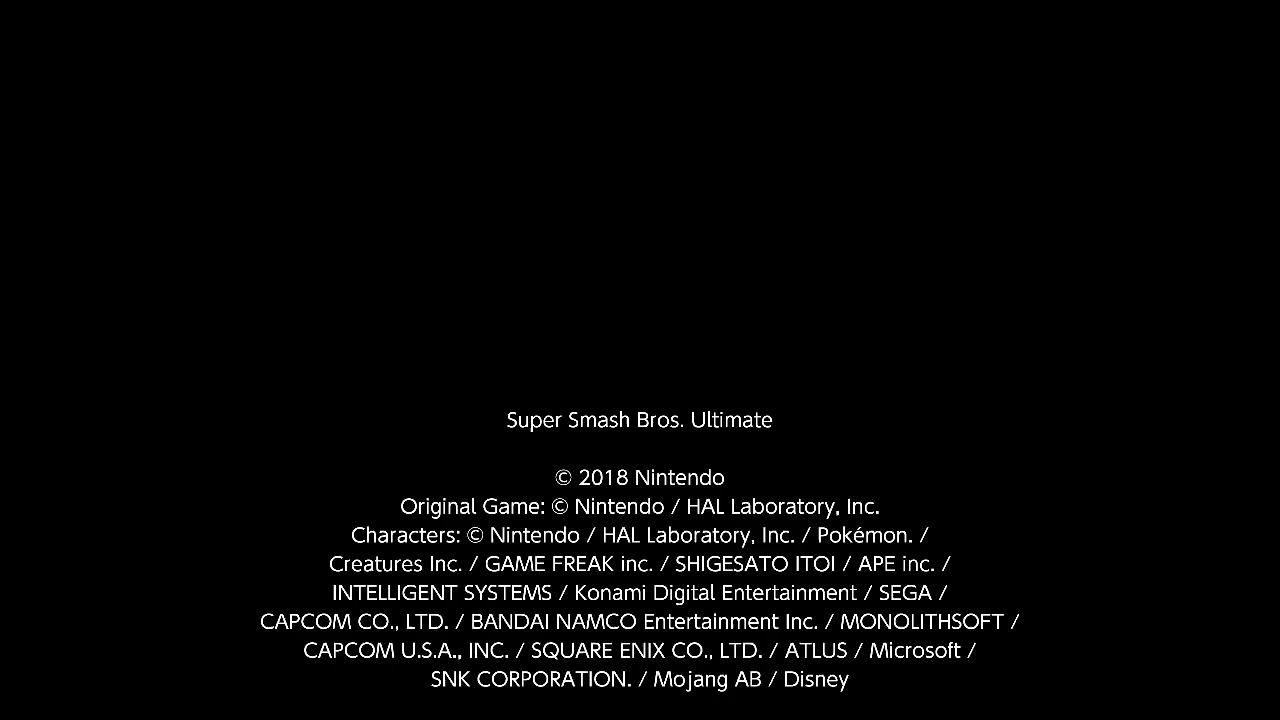 Super Smash Bros. Ultimate
© 2018 Nintendo
Original Game: © Nintendo / HAL Laboratory, Inc.
Characters: © Nintendo / HAL Laboratory, Inc. / Pokémon. /
Creatures Inc. / GAME FREAK inc. / SHIGESATO ITOI / APE inc. /
INTELLIGENT SYSTEMS / Konami Digital Entertainment / SEGA /
CAPCOM CO., LTD. / BANDAI NAMCO Entertainment Inc. / MONOLITHSOFT /
CAPCOM U.S.A., INC. / SQUARE ENIX CO., LTD. / ATLUS / Microsoft /
SNK CORPORATION. / Mojang AB / Disney